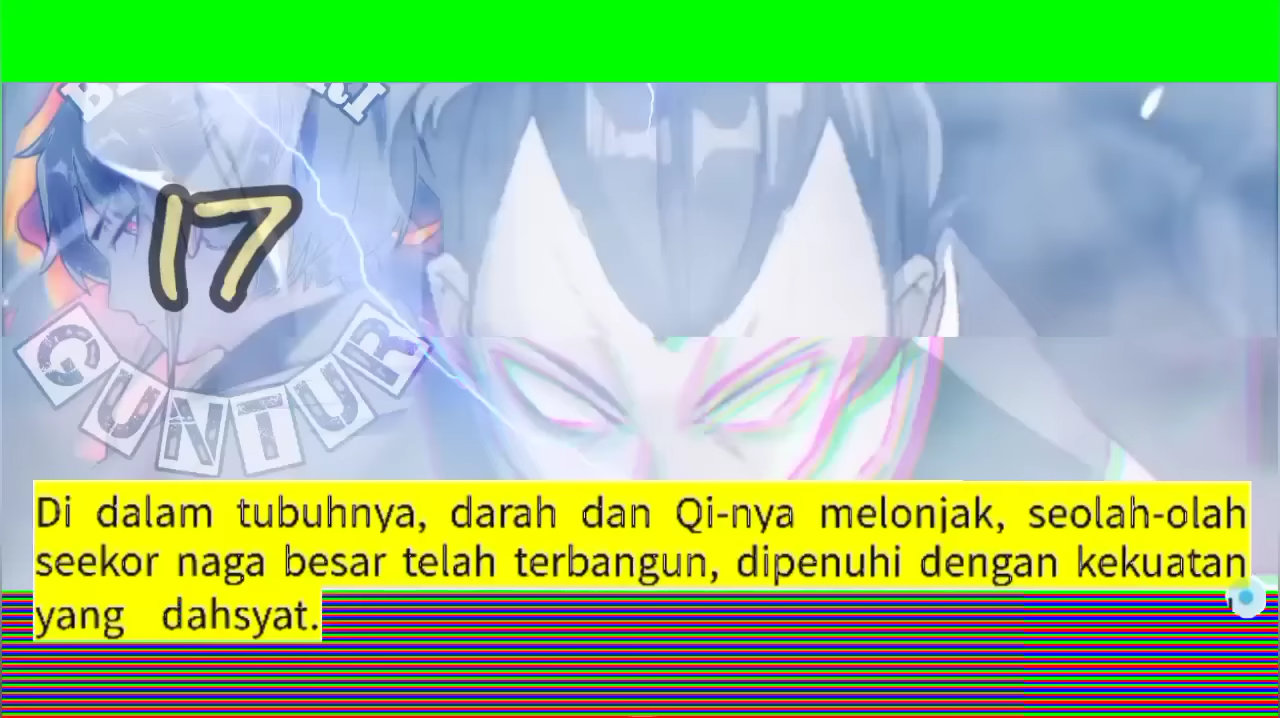 17
GUNTUR
Di dalam tubuhnya, darah dan Qi-nya melonjak, seolah-olah
seekor naga besar telah terbangun, dipenuhi dengan kekuatan
yang dahsyat.